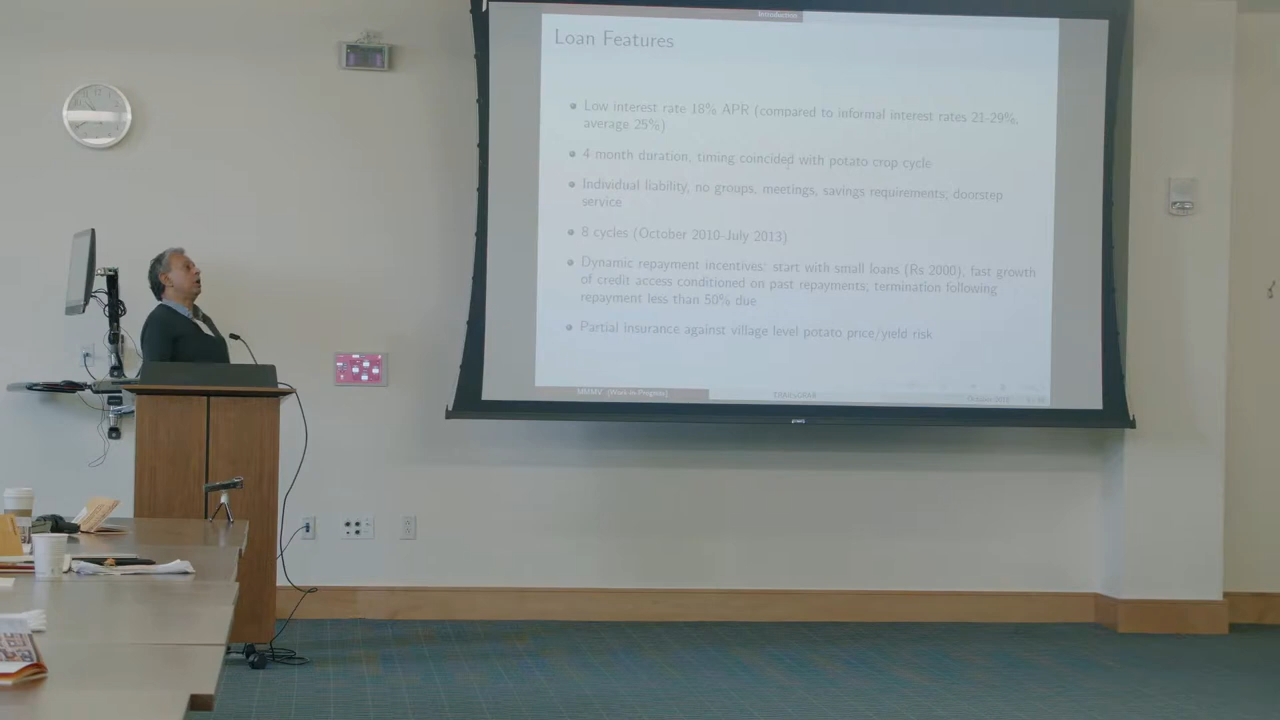 Introduction
Loan Features
Low interest rate 18% APR (compared to informal interest rates 21-29%,
average 25%)
4 month duration, timing coincided with potato crop cycle
Individual liability, no groups, meetings, savings requirements; doorstep
service
8 cycles (October 2010-July 2013)
Dynamic repayment incentives: start with small loans (Rs 2000), fast growth
of credit access conditioned on past repayments; termination following
repayment less than 50% due
Partial insurance against village level potato price/yield risk
MMMV (Work in Progress)
October